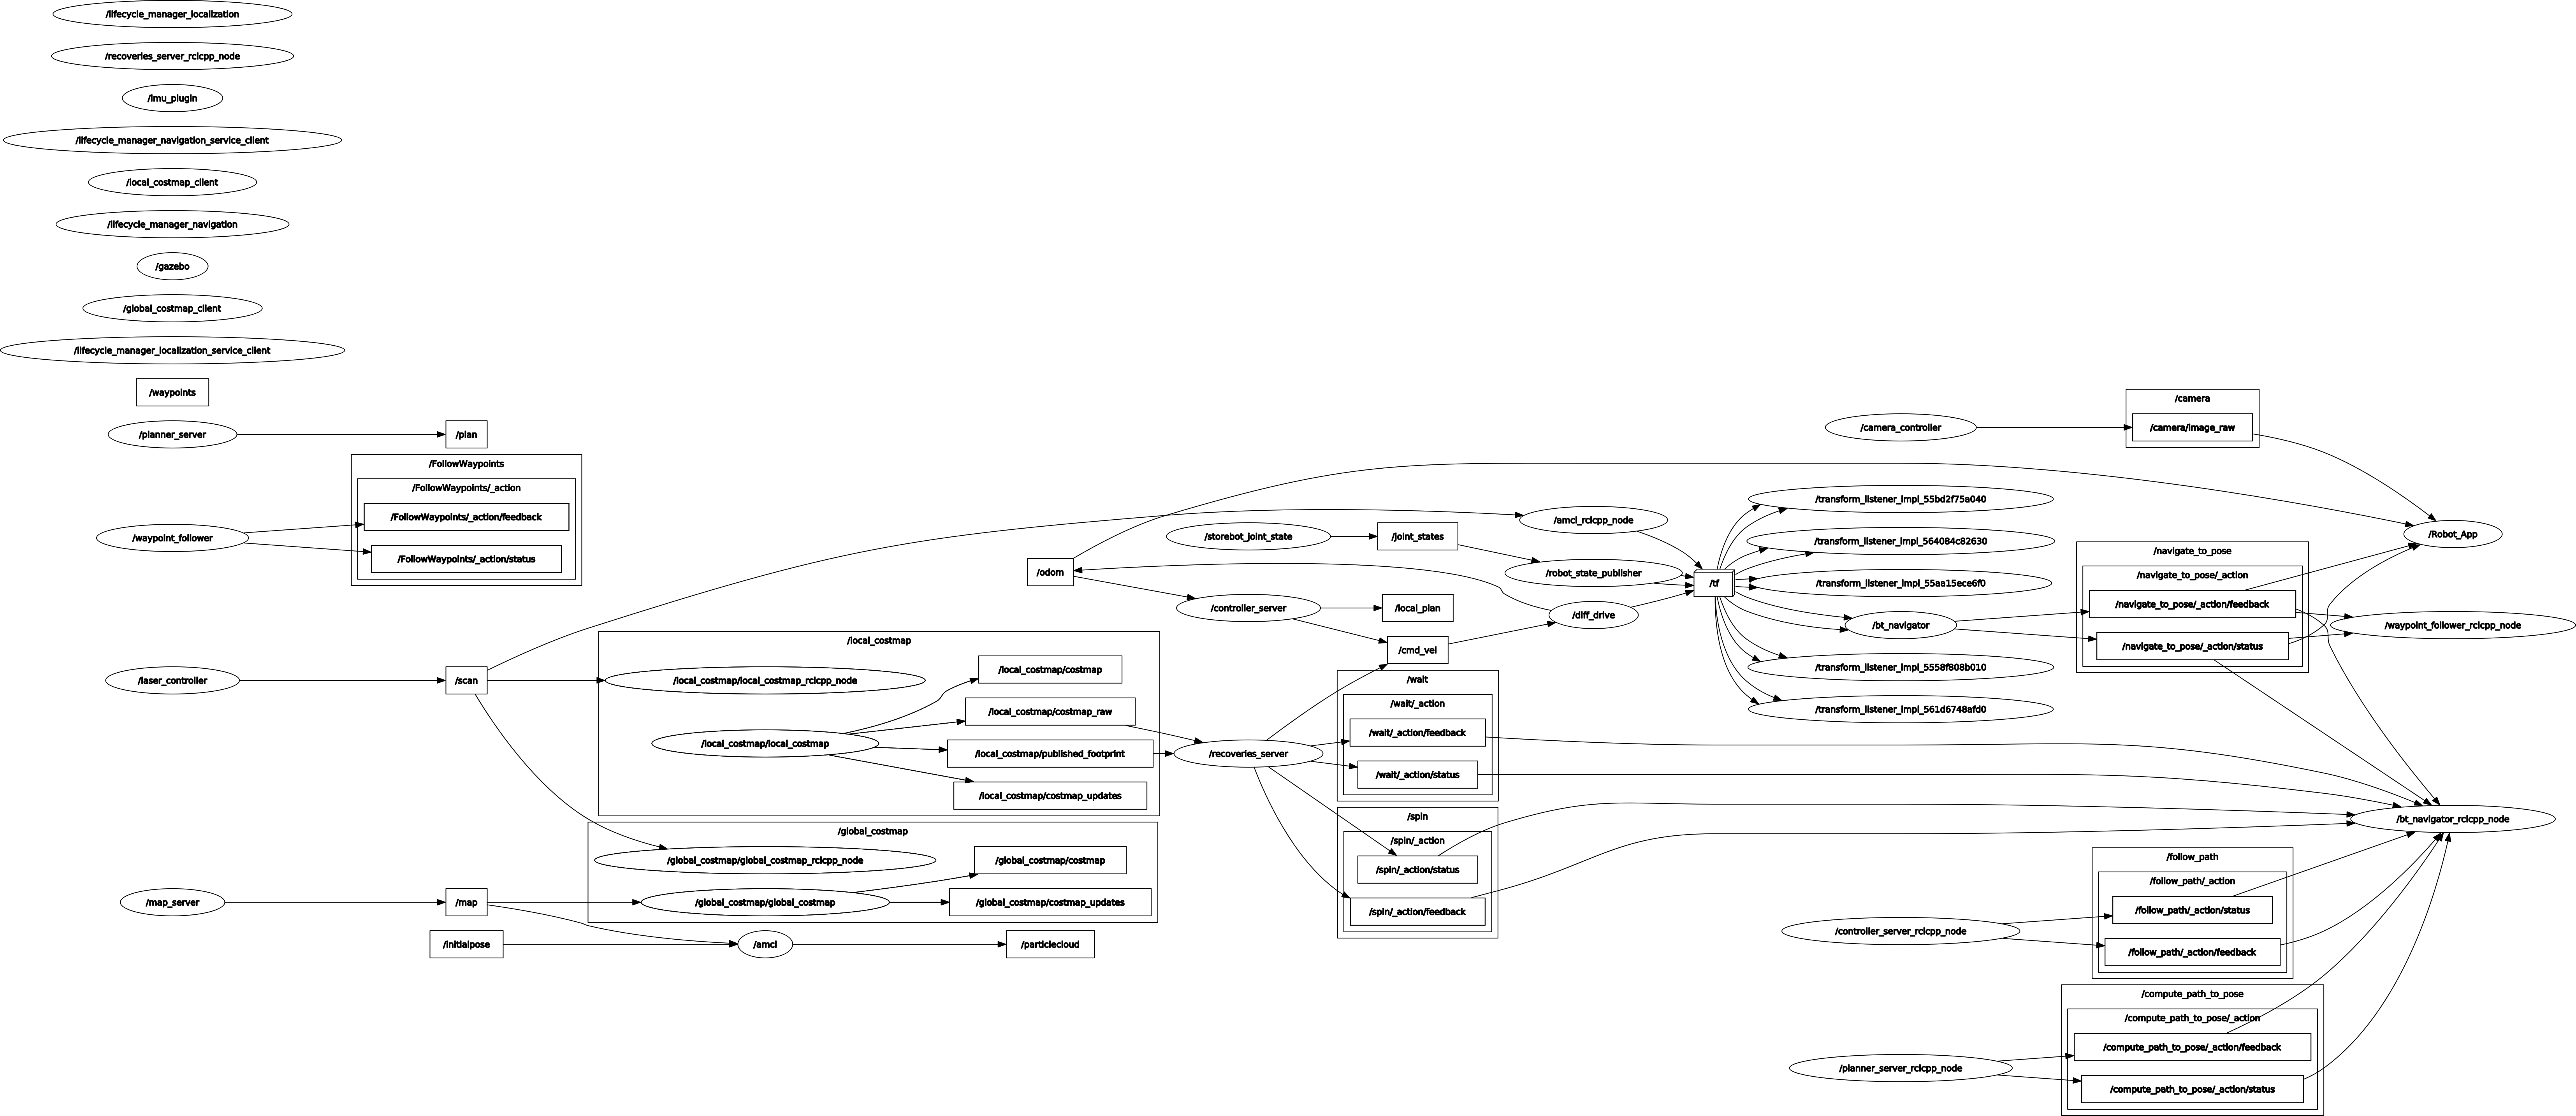 /lifecycle_manager_localization
/recoveries_server_rclcpp_node
/imu_plugin
/lifecycle_manager_navigation_service_client
/local_costmap_client
/lifecycle_manager_navigation
/gazebo
/global_costmap_client
/lifecycle_manager_localization_service_client
/waypoints
/planner_server
/plan
/FollowWaypoints
/FollowWaypoints/_action
/FollowWaypoints/_action/feedback
/FollowWaypoints/_action/status
/waypoint_follower
/laser_controller
/scan
/map_server
/map
/initialpose
/amcl
/particlecloud
/local_costmap
/local_costmap/local_costmap_rclcpp_node
/local_costmap/local_costmap
/local_costmap/costmap
/local_costmap/costmap_raw
/local_costmap/published_footprint
/local_costmap/costmap_updates
/global_costmap
/global_costmap/global_costmap_rclcpp_node
/global_costmap/global_costmap
/global_costmap/costmap
/global_costmap/costmap_updates
/odom
/storebot_joint_state
/joint_states
/controller_server
/local_plan
/cmd_vel
/recoveries_server
/wait
/wait/_action
/wait/_action/feedback
/wait/_action/status
/spin
/spin/_action
/spin/_action/status
/spin/_action/feedback
/amcl_rclcpp_node
/robot_state_publisher
/diff_drive
/tf
/transform_listener_impl_55bd2f75a040
/transform_listener_impl_564084c82630
/transform_listener_impl_55aa15ece6f0
/bt_navigator
/transform_listener_impl_5558f808b010
/transform_listener_impl_561d6748afd0
/camera_controller
/camera
/camera/image_raw
/Robot_App
/navigate_to_pose
/navigate_to_pose/_action
/navigate_to_pose/_action/feedback
/navigate_to_pose/_action/status
/waypoint_follower_rclcpp_node
/bt_navigator_rclcpp_node
/follow_path
/follow_path/_action
/follow_path/_action/status
/follow_path/_action/feedback
/controller_server_rclcpp_node
/compute_path_to_pose
/compute_path_to_pose/_action
/compute_path_to_pose/_action/feedback
/compute_path_to_pose/_action/status
/planner_server_rclcpp_node